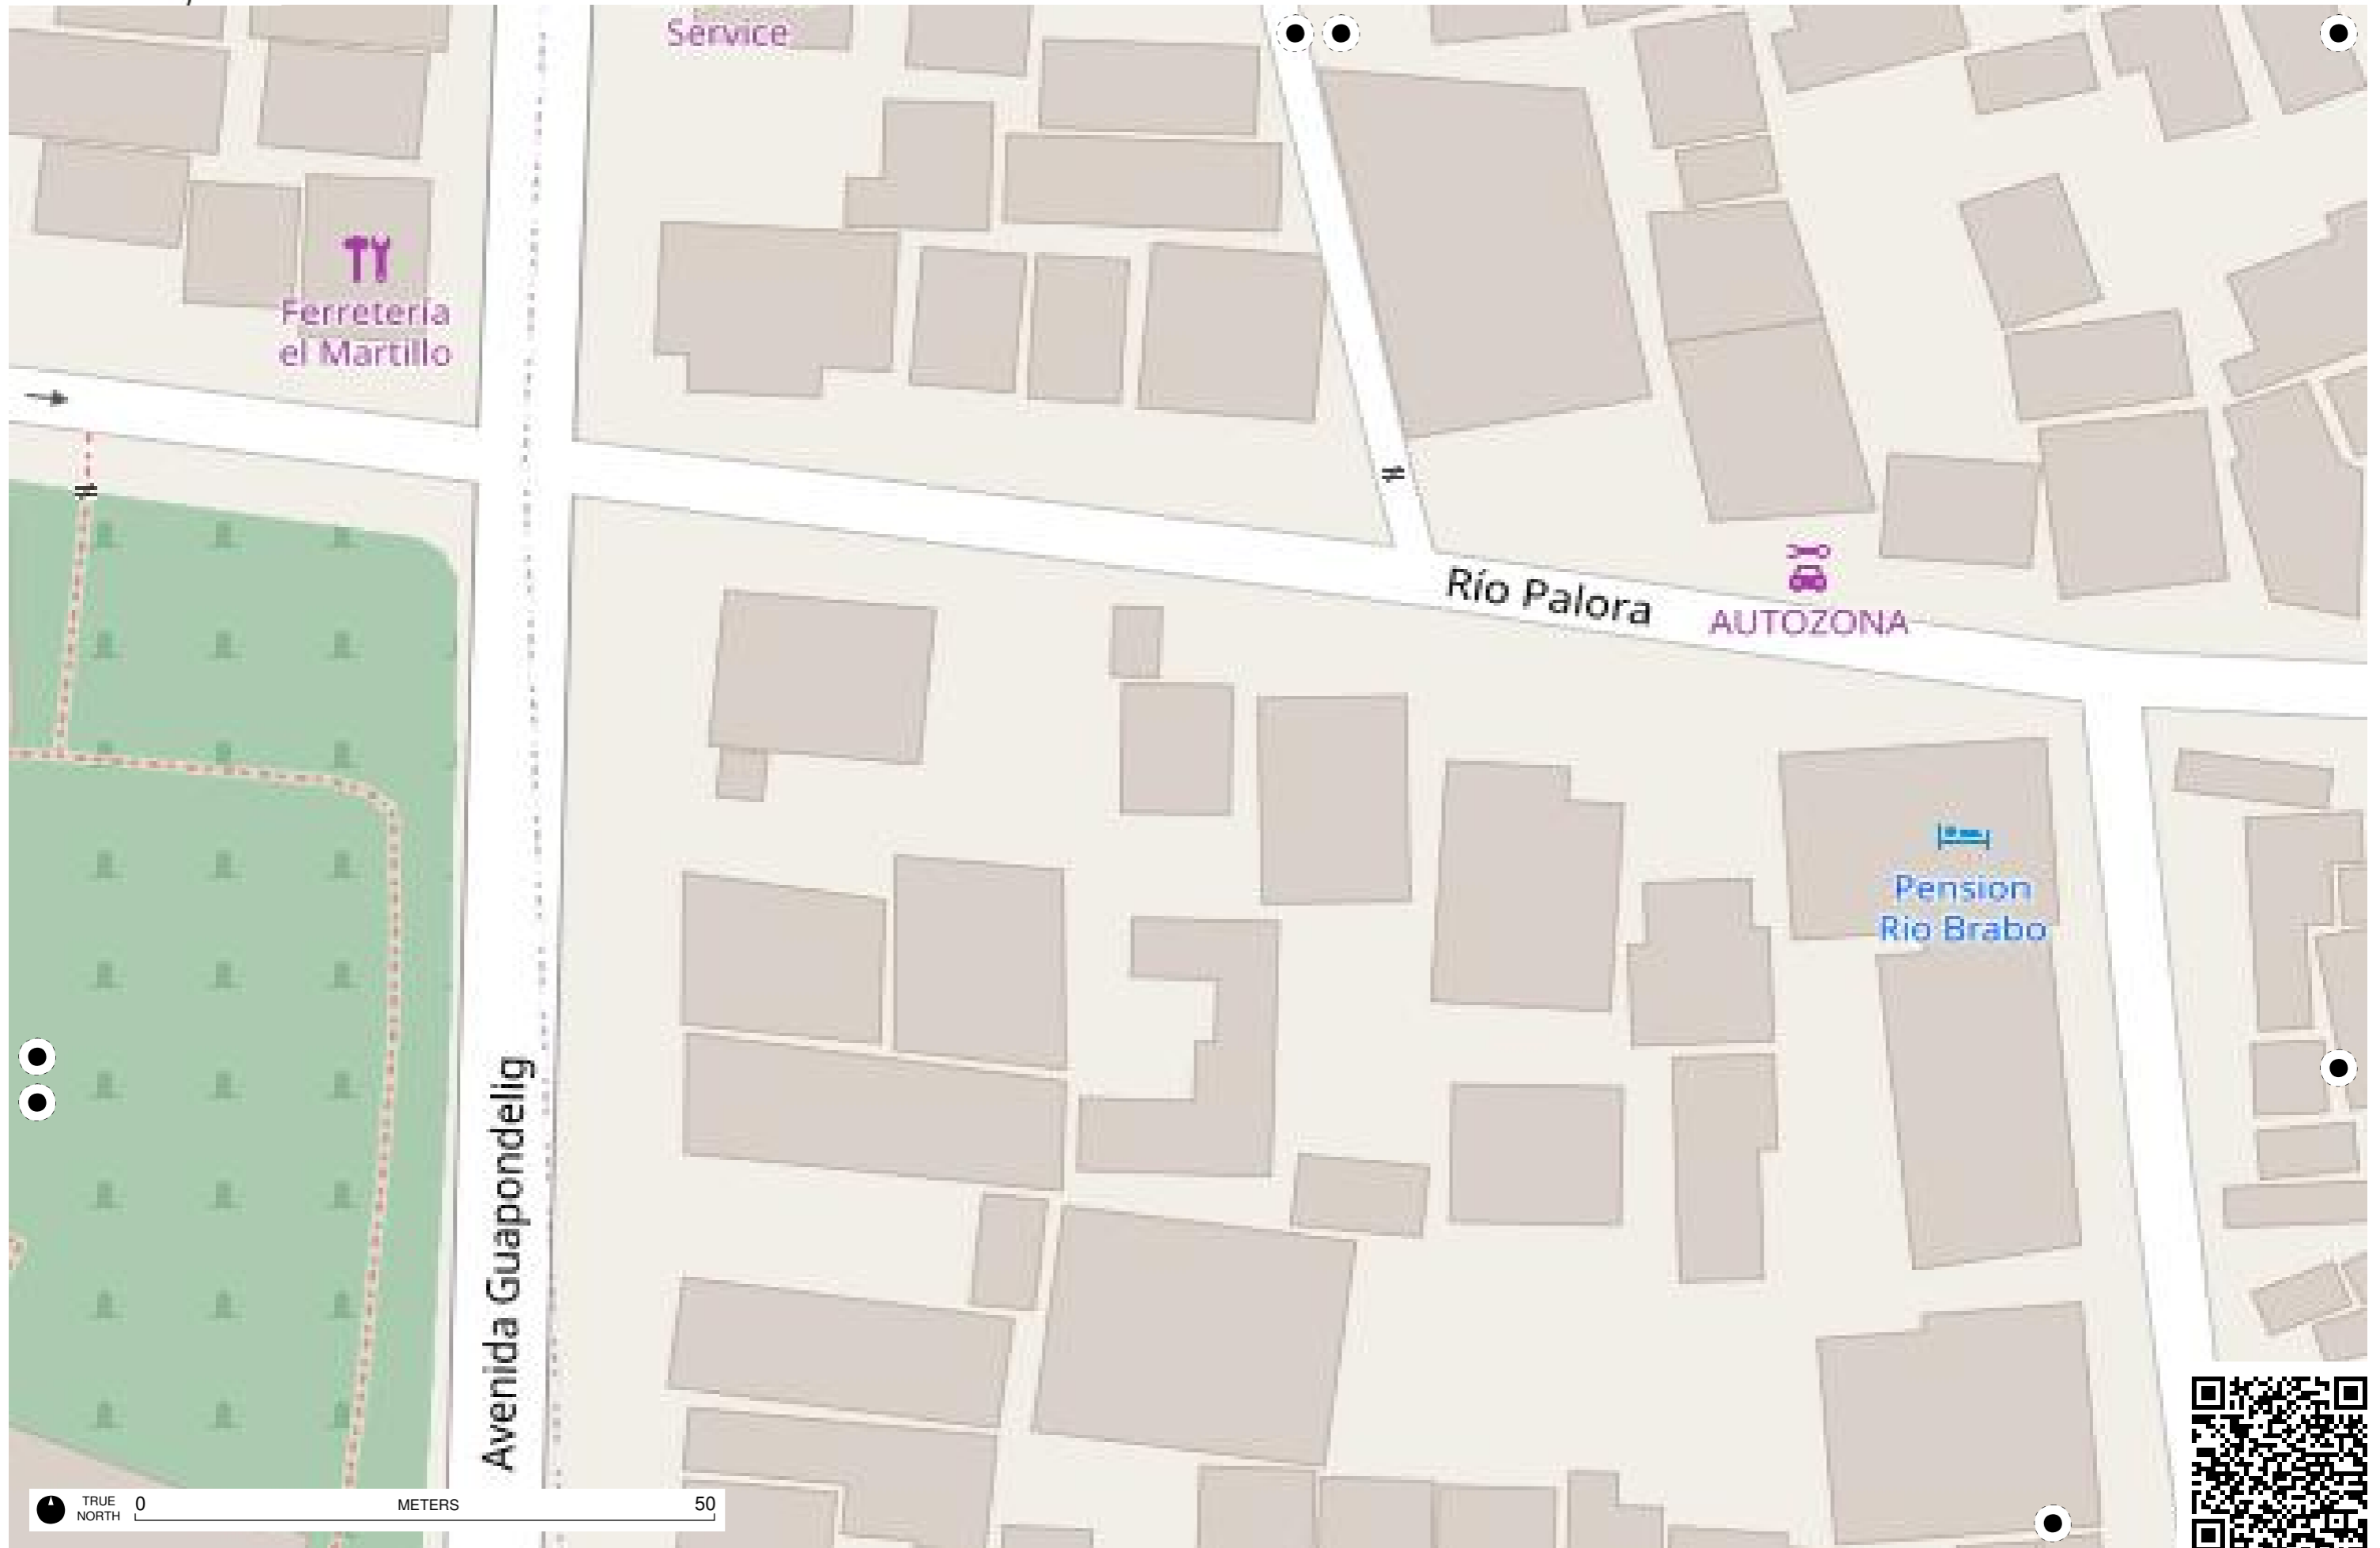 Service
Ferretería
el Martillo
Río Palora
AUTOZONA
Pension
Rio Brabo
Avenida Guapondelig
TRUE
NORTH
0
METERS
50